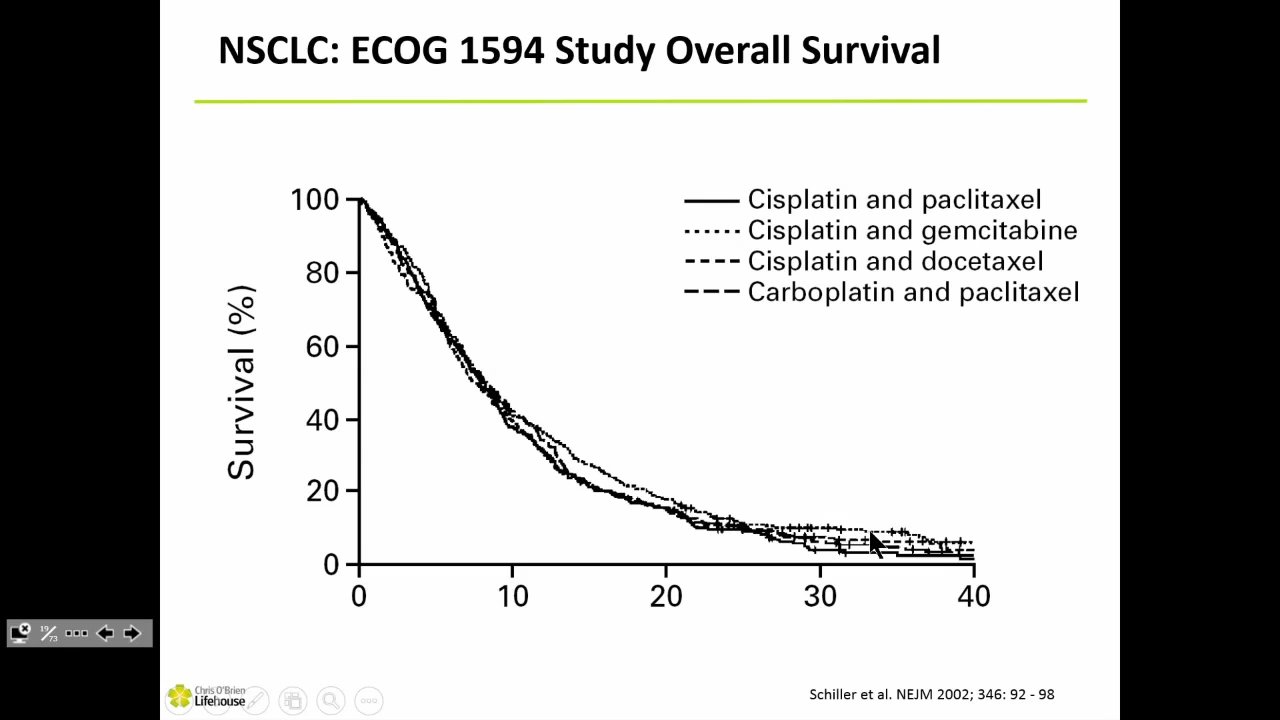 NSCLC: ECOG 1594 Study Overall Survival
Cisplatin and paclitaxel
Cisplatin and gemcitabine
Cisplatin and docetaxel
Carboplatin and paclitaxel
Survival (%)
100
80
60
40
20
0
0 10 20 30 40
19/73
Chris O'Brien
Lifehouse
Schiller et al. NEJM 2002; 346: 92 - 98